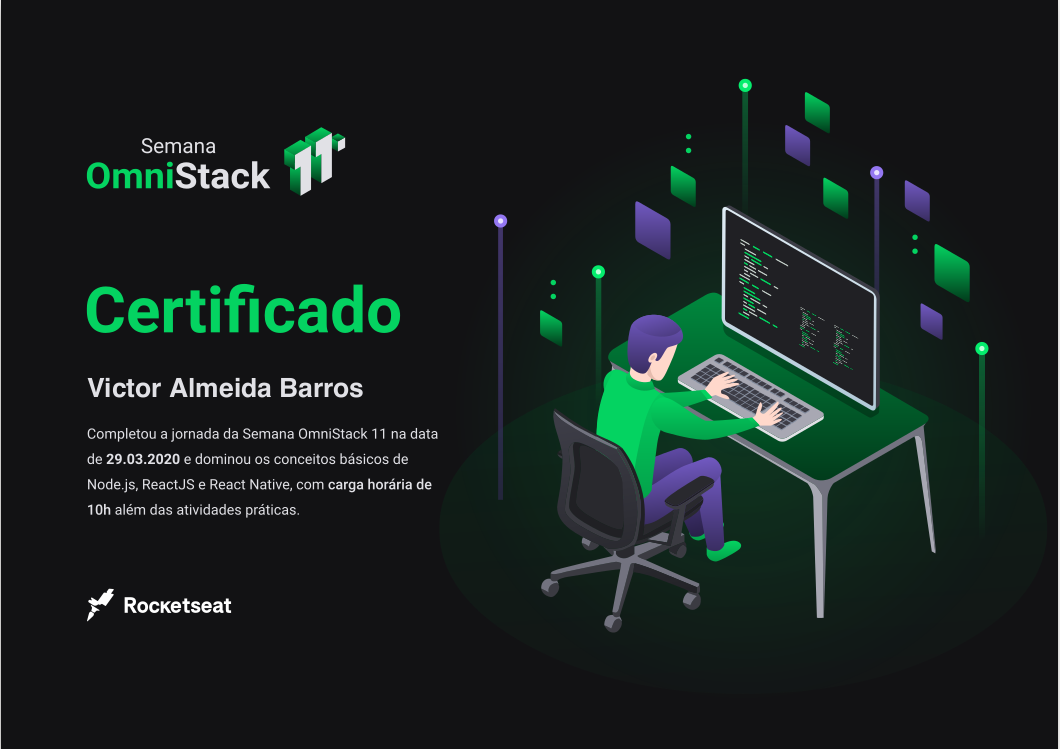 Semana
OmniStack 11
Certificado
Victor Almeida Barros
Completou a jornada da Semana OmniStack 11 na data
de 29.03.2020 e dominou os conceitos básicos de
Node.js, ReactJS e React Native, com carga horária de
10h além das atividades práticas.
Rocketseat